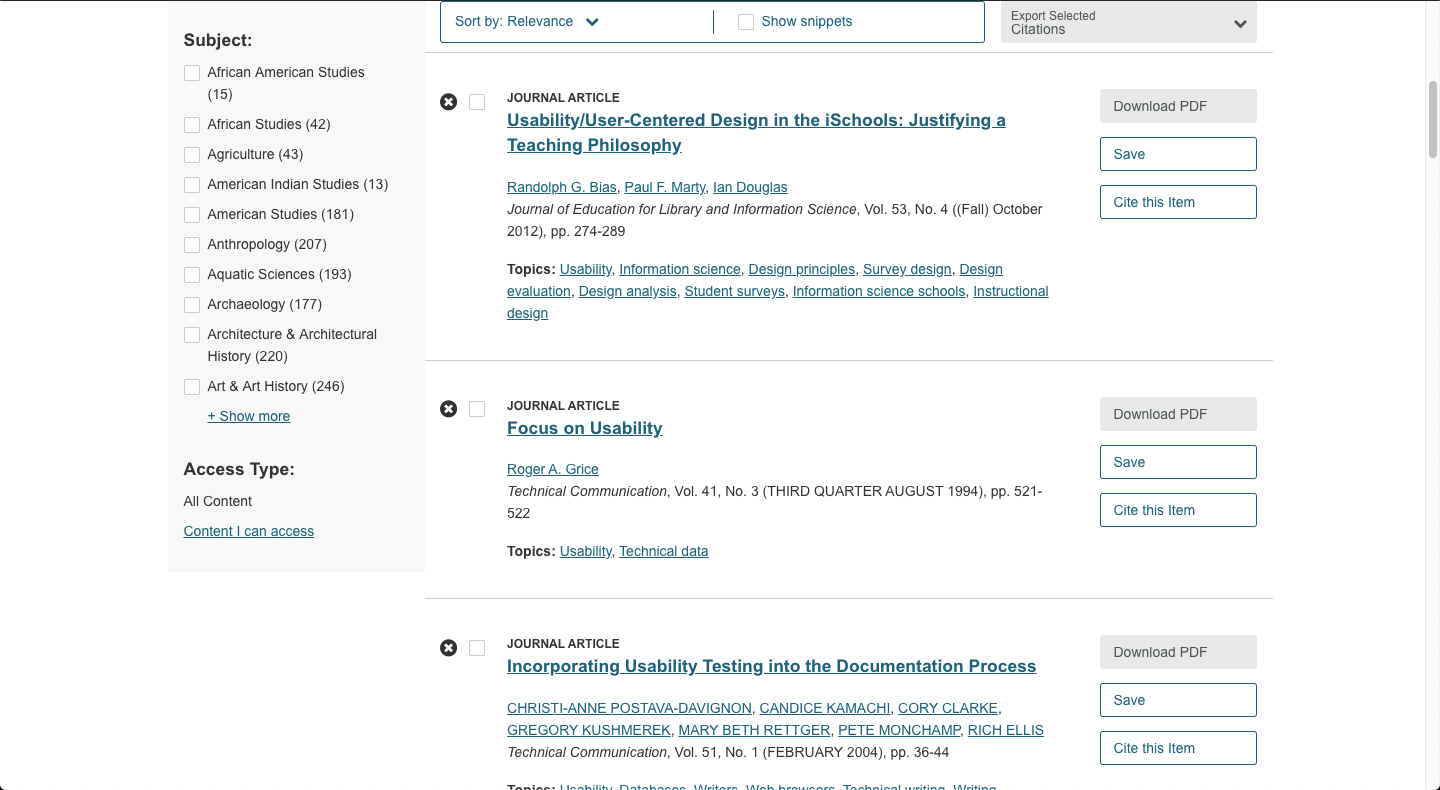 Sort by: Relevance
Show snippets
Export Selected
Citations
Subject:
African American Studies
(15)
African Studies (42)
Agriculture (43)
American Indian Studies (13)
American Studies (181)
Anthropology (207)
Aquatic Sciences (193)
Archaeology (177)
Architecture & Architectural
History (220)
Art & Art History (246)
+ Show more
Access Type:
All Content
Content I can access
JOURNAL ARTICLE
Usability/User-Centered Design in the iSchools: Justifying a
Teaching Philosophy
Randolph G. Bias, Paul F. Marty, Ian Douglas
Journal of Education for Library and Information Science, Vol. 53, No. 4 ((Fall) October
2012), pp. 274-289
Topics: Usability, Information science, Design principles, Survey design, Design
evaluation, Design analysis, Student surveys, Information science schools, Instructional
design
Download PDF
Save
Cite this Item
JOURNAL ARTICLE
Focus on Usability
Roger A. Grice
Technical Communication, Vol. 41, No. 3 (THIRD QUARTER AUGUST 1994), pp. 521-
522
Topics: Usability, Technical data
Download PDF
Save
Cite this Item
JOURNAL ARTICLE
Incorporating Usability Testing into the Documentation Process
CHRISTI-ANNE POSTAVA-DAVIGNON, CANDICE KAMACHI, CORY CLARKE,
GREGORY KUSHMEREK, MARY BETH RETTGER, PETE MONCHAMP, RICH ELLIS
Technical Communication, Vol. 51, No. 1 (FEBRUARY 2004), pp. 36-44
Topics: Usability, Databases, Writers, Web browsers, Technical writing, Writing
Download PDF
Save
Cite this Item